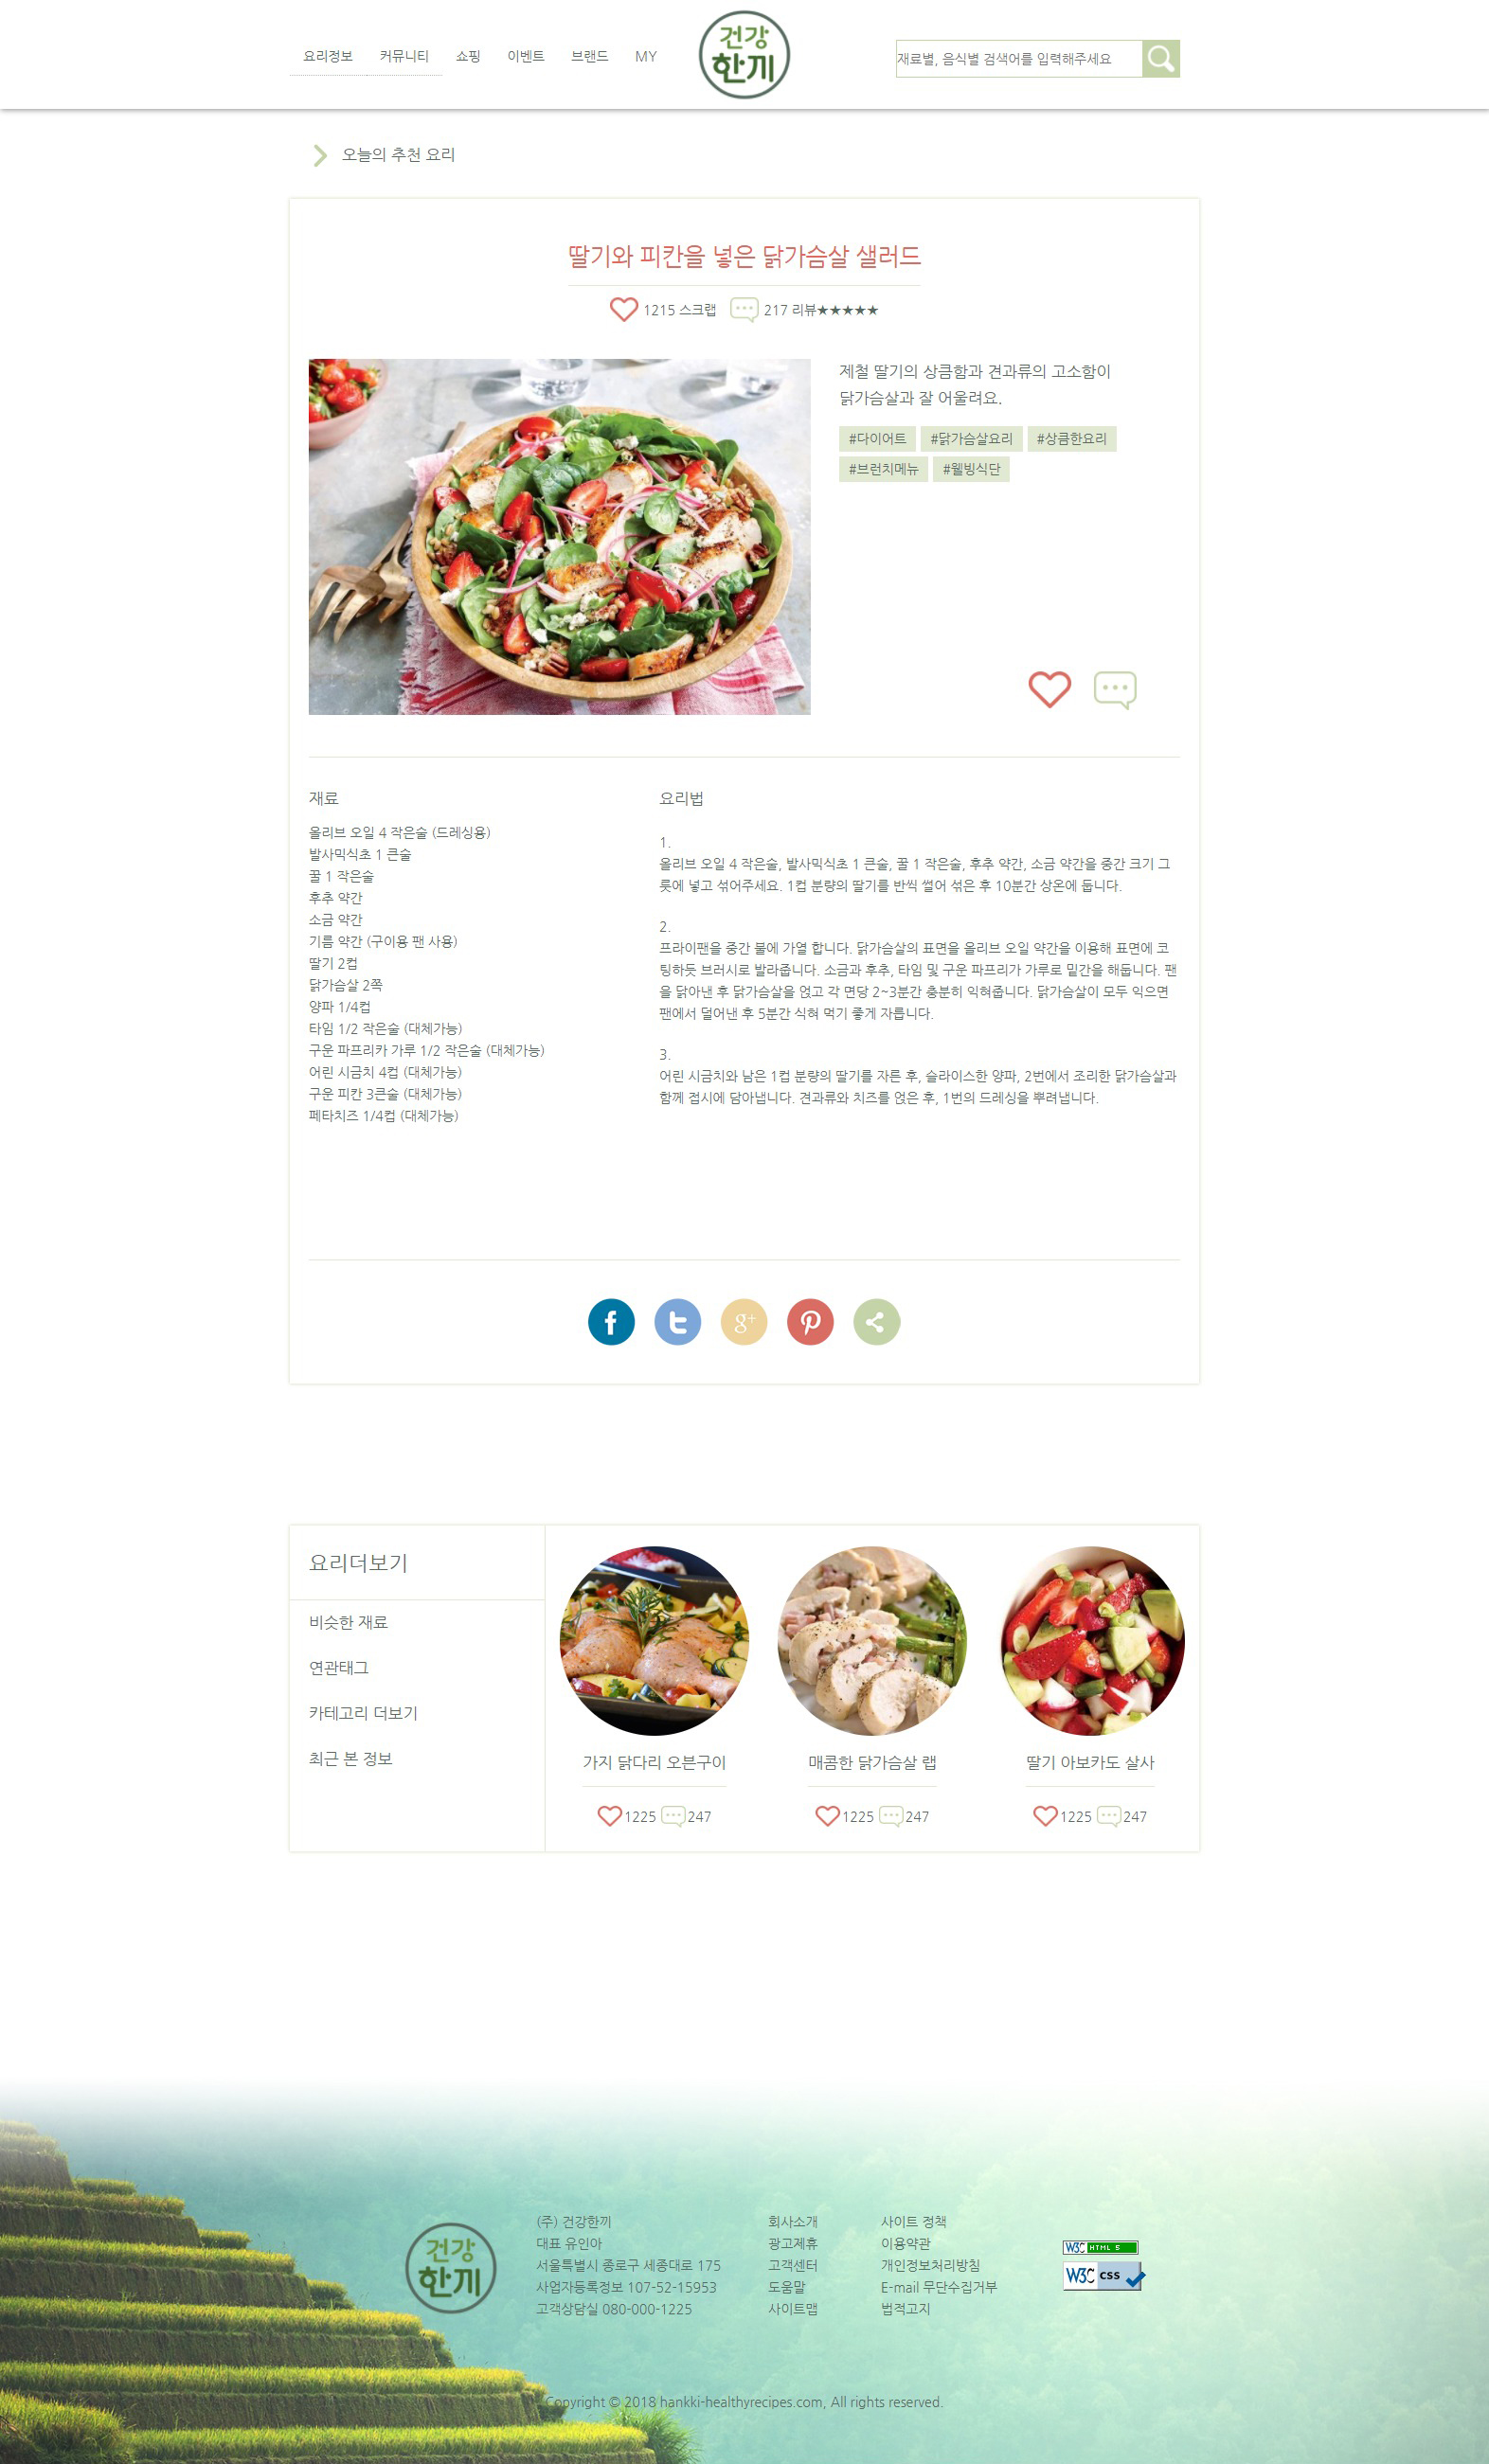 요리정보 커뮤니티 쇼핑 이벤트 브랜드 MY
건강
한끼
재료별, 음식별 검색어를 입력해주세요
오늘의 추천 요리
딸기와 피칸을 넣은 닭가슴살 샐러드
1215 스크랩 217 리뷰★★★★★
제철 딸기의 상큼함과 견과류의 고소함이
닭가슴살과 잘 어울려요.
#다이어트 #닭가슴살요리 #상큼한요리
#브런치메뉴 #웰빙식단
재료
올리브 오일 4 작은술 (드레싱용)
발사믹식초 1 큰술
꿀 1 작은술
후추 약간
소금 약간
기름 약간 (구이용 팬 사용)
딸기 2컵
닭가슴살 2쪽
양파 1/4컵
타임 1/2 작은술 (대체가능)
구운 파프리카 가루 1/2 작은술 (대체가능)
어린 시금치 4컵 (대체가능)
구운 피칸 3큰술 (대체가능)
페타치즈 1/4컵 (대체가능)
요리법
1.
올리브 오일 4 작은술, 발사믹식초 1 큰술, 꿀 1 작은술, 후추 약간, 소금 약간을 중간 크기 그
릇에 넣고 섞어주세요. 1컵 분량의 딸기를 반씩 썰어 섞은 후 10분간 상온에 둡니다.
2.
프라이팬을 중간 불에 가열 합니다. 닭가슴살의 표면을 올리브 오일 약간을 이용해 표면에 코
팅하듯 브러시로 발라줍니다. 소금과 후추, 타임 및 구운 파프리가 가루로 밑간을 해둡니다. 팬
을 닭아낸 후 닭가슴살을 얹고 각 면당 2~3분간 충분히 익혀줍니다. 닭가슴살이 모두 익으면
팬에서 덜어낸 후 5분간 식혀 먹기 좋게 자릅니다.
3.
어린 시금치와 남은 1컵 분량의 딸기를 자른 후, 슬라이스한 양파, 2번에서 조리한 닭가슴살과
함께 접시에 담아냅니다. 견과류와 치즈를 얹은 후, 1번의 드레싱을 뿌려냅니다.
요리더보기
비슷한 재료
연관태그
카테고리 더보기
최근 본 정보
가지 닭다리 오븐구이
1225 247
매콤한 닭가슴살 랩
1225 247
딸기 아보카도 살사
1225 247
건강
한끼
(주) 건강한끼
대표 유인아
서울특별시 종로구 세종대로 175
사업자등록정보 107-52-15953
고객상담실 080-000-1225
회사소개
광고제휴
고객센터
도움말
사이트맵
사이트 정책
이용약관
개인정보처리방침
E-mail 무단수집거부
법적고지
W3C HTML 5
W3C css
Copyright © 2018 hankki-healthyrecipes.com, All rights reserved.